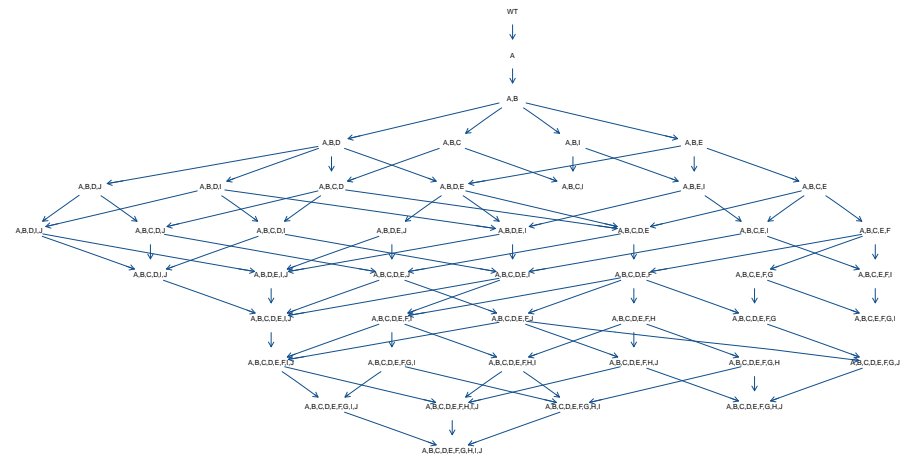 WT
A
A,B
A,B,D
A,B,C
A,B,I
A,B,E
A,B,D,J
A,B,D,I
A,B,C,D
A,B,D,E
A,B,C,I
A,B,E,I
A,B,C,E
A,B,D,I,J
A,B,C,D,J
A,B,C,D,I
A,B,D,E,J
A,B,D,E,I
A,B,C,D,E
A,B,C,E,I
A,B,C,E,F
A,B,C,D,I,J
A,B,D,E,I,J
A,B,C,D,E,J
A,B,C,D,E,I
A,B,C,D,E,F
A,B,C,E,F,G
A,B,C,E,F,I
A,B,C,D,E,I,J
A,B,C,D,E,F,I
A,B,C,D,E,F,J
A,B,C,D,E,F,H
A,B,C,D,E,F,G
A,B,C,E,F,G,I
A,B,C,D,E,F,I,J
A,B,C,D,E,F,G,I
A,B,C,D,E,F,H,I
A,B,C,D,E,F,H,J
A,B,C,D,E,F,G,H
A,B,C,D,E,F,G,J
A,B,C,D,E,F,G,I,J
A,B,C,D,E,F,H,I,J
A,B,C,D,E,F,G,H,I
A,B,C,D,E,F,G,H,J
A,B,C,D,E,F,G,H,I,J